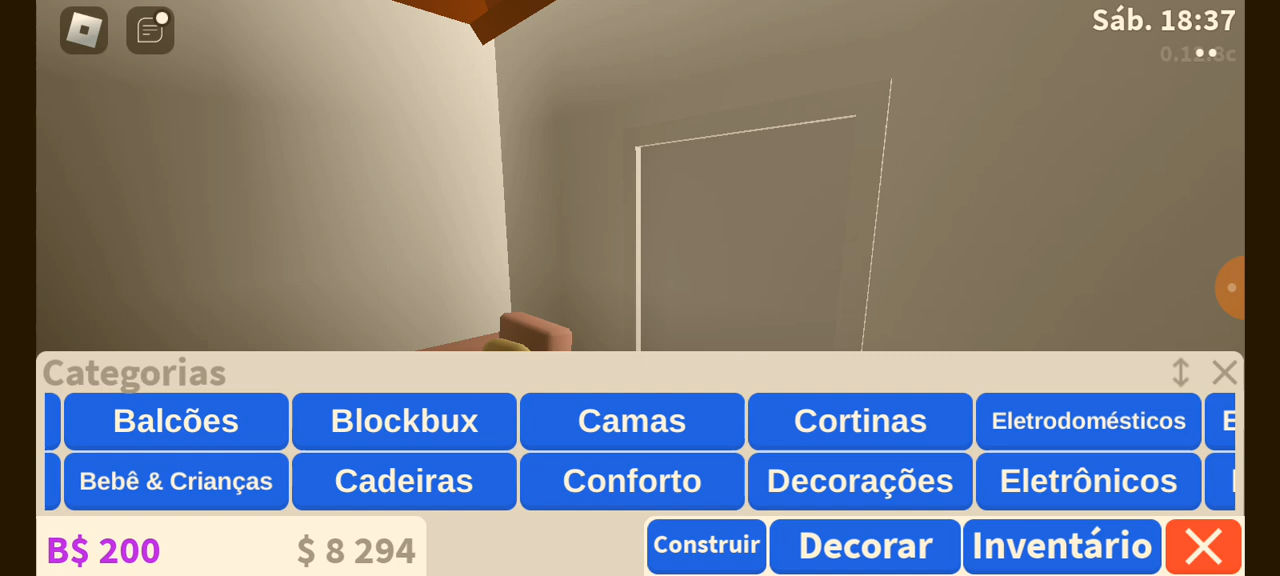 Sáb. 18:37
Categorias
Balcões Blockbux Camas Cortinas Eletrodomésticos
Bebê & Crianças Cadeiras Conforto Decorações Eletrônicos
B$ 200 $ 8 294 Construir Decorar Inventário